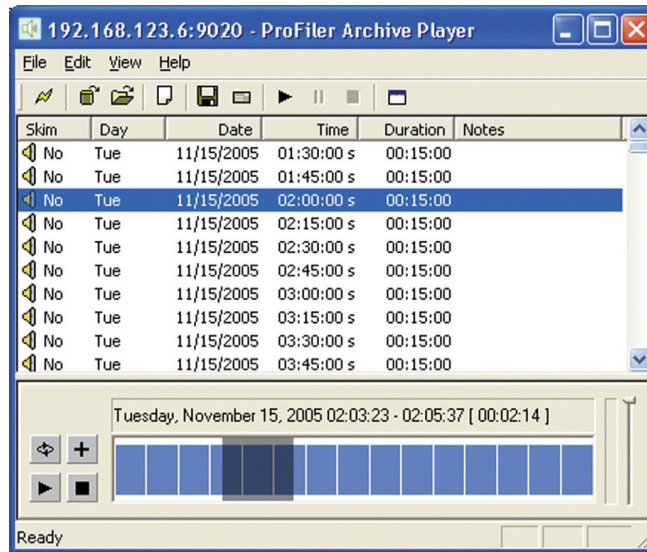 192.168.123.6:9020 - ProFiler Archive Player
File Edit View Help
Skim Day Date Time Duration Notes
No Tue 11/15/2005 01:30:00 s 00:15:00
No Tue 11/15/2005 01:45:00 s 00:15:00
No Tue 11/15/2005 02:00:00 s 00:15:00
No Tue 11/15/2005 02:15:00 s 00:15:00
No Tue 11/15/2005 02:30:00 s 00:15:00
No Tue 11/15/2005 02:45:00 s 00:15:00
No Tue 11/15/2005 03:00:00 s 00:15:00
No Tue 11/15/2005 03:15:00 s 00:15:00
No Tue 11/15/2005 03:30:00 s 00:15:00
No Tue 11/15/2005 03:45:00 s 00:15:00
Tuesday, November 15, 2005 02:03:23 - 02:05:37 [ 00:02:14 ]
Ready